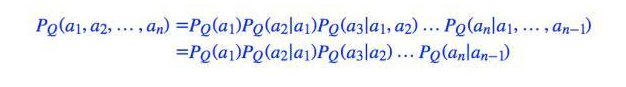 P_Q(a_1, a_2, … , a_n) =P_Q(a_1)P_Q(a_2|a_1)P_Q(a_3|a_1, a_2) … P_Q(a_n|a_1, … , a_{n−1})
=P_Q(a_1)P_Q(a_2|a_1)P_Q(a_3|a_2) … P_Q(a_n|a_{n−1})